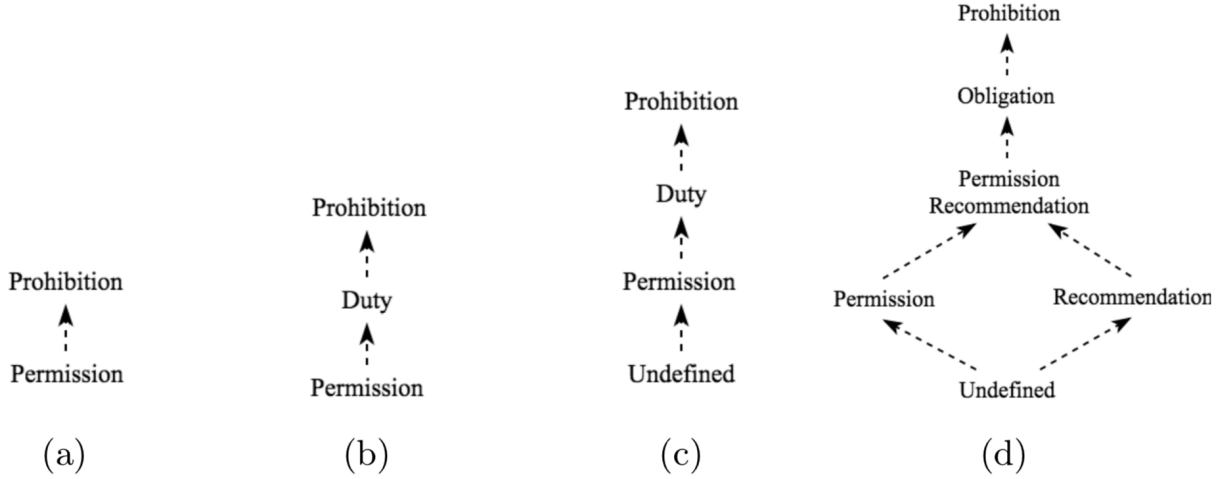 Prohibition
Permission
(a)
Prohibition
Duty
Permission
(b)
Prohibition
Duty
Permission
Undefined
(c)
Prohibition
Obligation
Permission
Recommendation
Permission
Recommendation
Undefined
(d)